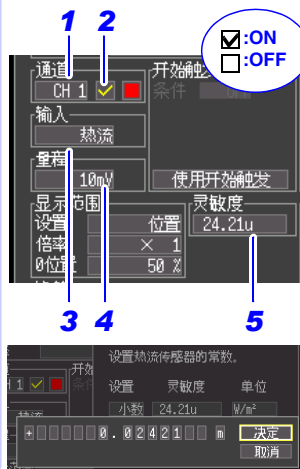 1 2
☑:ON
☐:OFF
通道 开始触
CH 1 条件
输入
热流
量程
10mV 使用开始触发
显示范围 灵敏度
设置 位置 24.21u
倍率 × 1
0位置 50 %
3 4 5
设置热流传感器的常数。
开始
H 1 条件 设置 灵敏度 单位
小数 24.21u W/m²
+ 0.02421 m 决定
取消